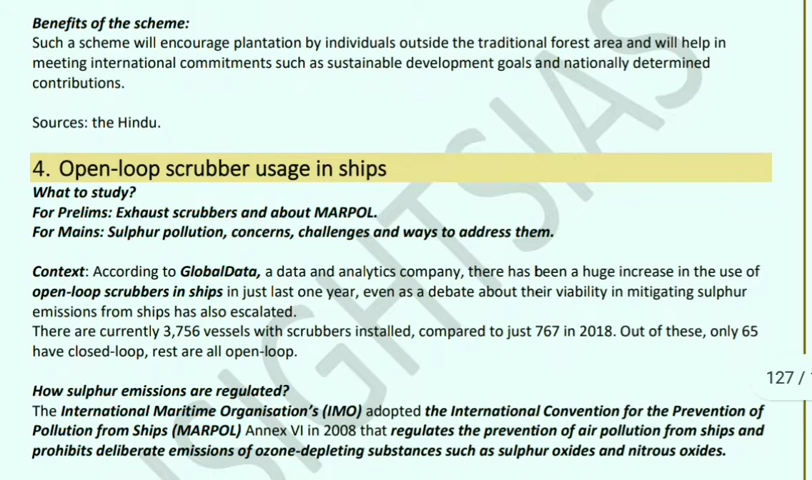 Benefits of the scheme:
Such a scheme will encourage plantation by individuals outside the traditional forest area and will help in
meeting international commitments such as sustainable development goals and nationally determined
contributions.
Sources: the Hindu.
4. Open-loop scrubber usage in ships
What to study?
For Prelims: Exhaust scrubbers and about MARPOL.
For Mains: Sulphur pollution, concerns, challenges and ways to address them.
Context: According to GlobalData, a data and analytics company, there has been a huge increase in the use of
open-loop scrubbers in ships in just last one year, even as a debate about their viability in mitigating sulphur
emissions from ships has also escalated.
There are currently 3,756 vessels with scrubbers installed, compared to just 767 in 2018. Out of these, only 65
have closed-loop, rest are all open-loop.
127 /
How sulphur emissions are regulated?
The International Maritime Organisation's (IMO) adopted the International Convention for the Prevention of
Pollution from Ships (MARPOL) Annex VI in 2008 that regulates the prevention of air pollution from ships and
prohibits deliberate emissions of ozone-depleting substances such as sulphur oxides and nitrous oxides.
SIGHTSIAS